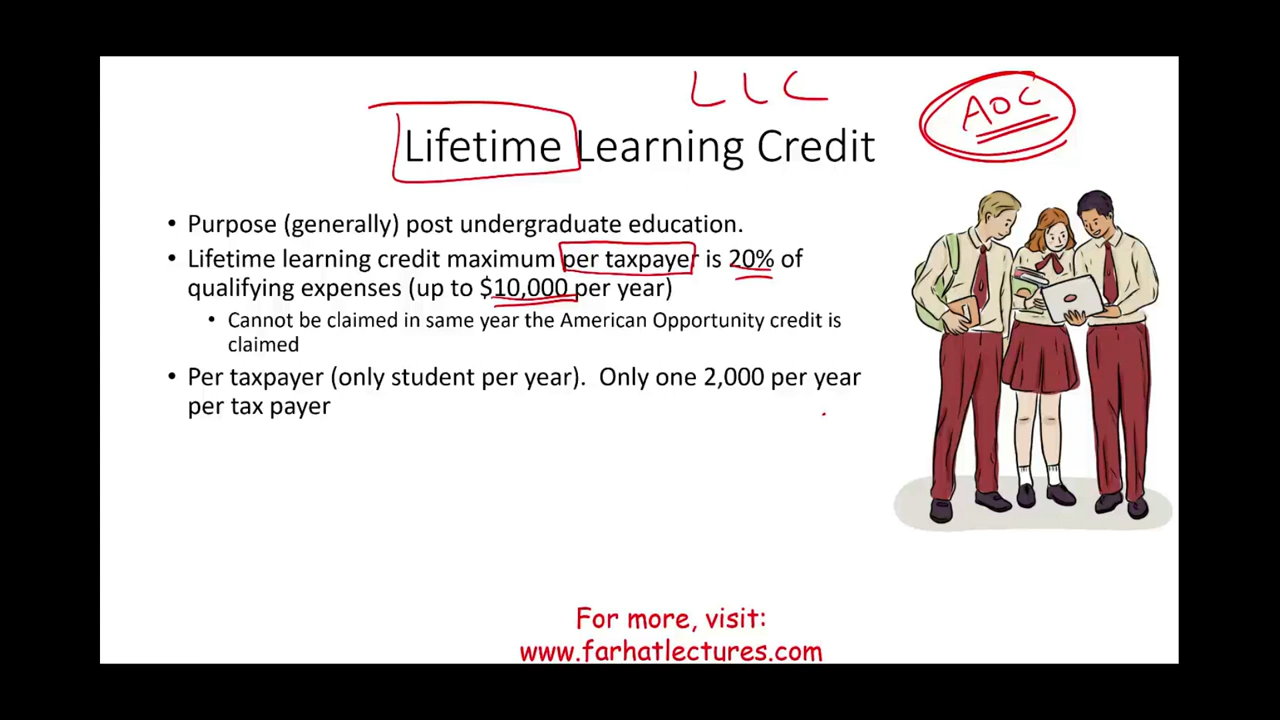 LLC
AOC
Lifetime Learning Credit
• Purpose (generally) post undergraduate education.
• Lifetime learning credit maximum per taxpayer is 20% of
qualifying expenses (up to $10,000 per year)
• Cannot be claimed in same year the American Opportunity credit is
claimed
• Per taxpayer (only student per year). Only one 2,000 per year
per tax payer
For more, visit:
www.farhatlectures.com